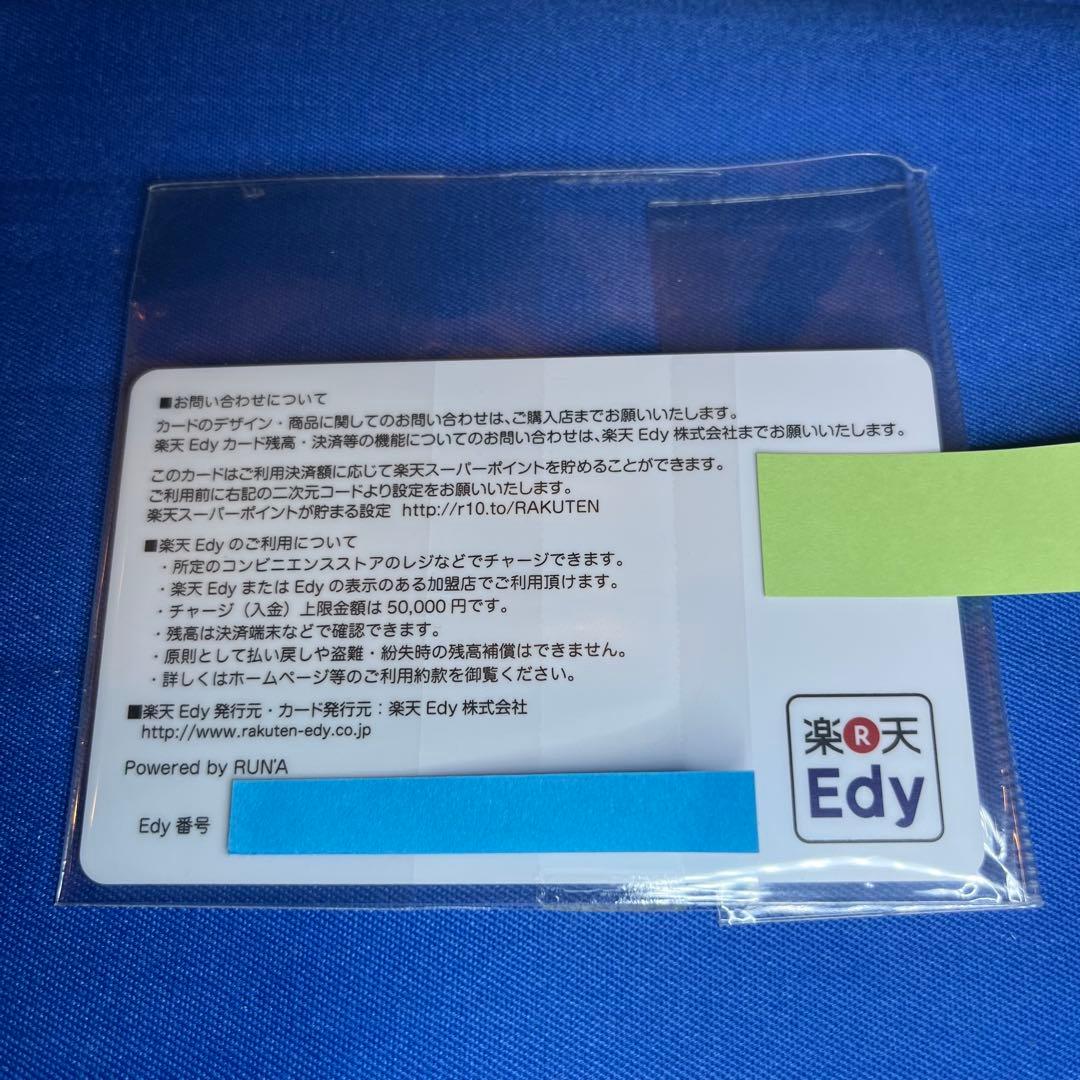 ■お問い合わせについて
カードのデザイン・商品に関してのお問い合わせは、ご購入店までお願いいたします。
楽天 Edy カード残高・決済等の機能についてのお問い合わせは、楽天 Edy 株式会社までお願いいたします。
このカードはご利用決済額に応じて楽天スーパーポイントを貯めることができます。
ご利用前に右記の二次元コードより設定をお願いいたします。
楽天スーパーポイントが貯まる設定 http://r10.to/RAKUTEN
■楽天 Edy のご利用について
・所定のコンビニエンスストアのレジなどでチャージできます。
・楽天 Edy または Edy の表示のある加盟店でご利用頂けます。
・チャージ（入金）上限金額は 50,000 円です。
・残高は決済端末などで確認できます。
・原則として払い戻しや盗難・紛失時の残高補償はできません。
・詳しくはホームページ等のご利用約款を御覧ください。
■楽天 Edy 発行元・カード発行元：楽天 Edy 株式会社
http://www.rakuten-edy.co.jp
Powered by RUN'A
Edy 番号
楽R天
Edy